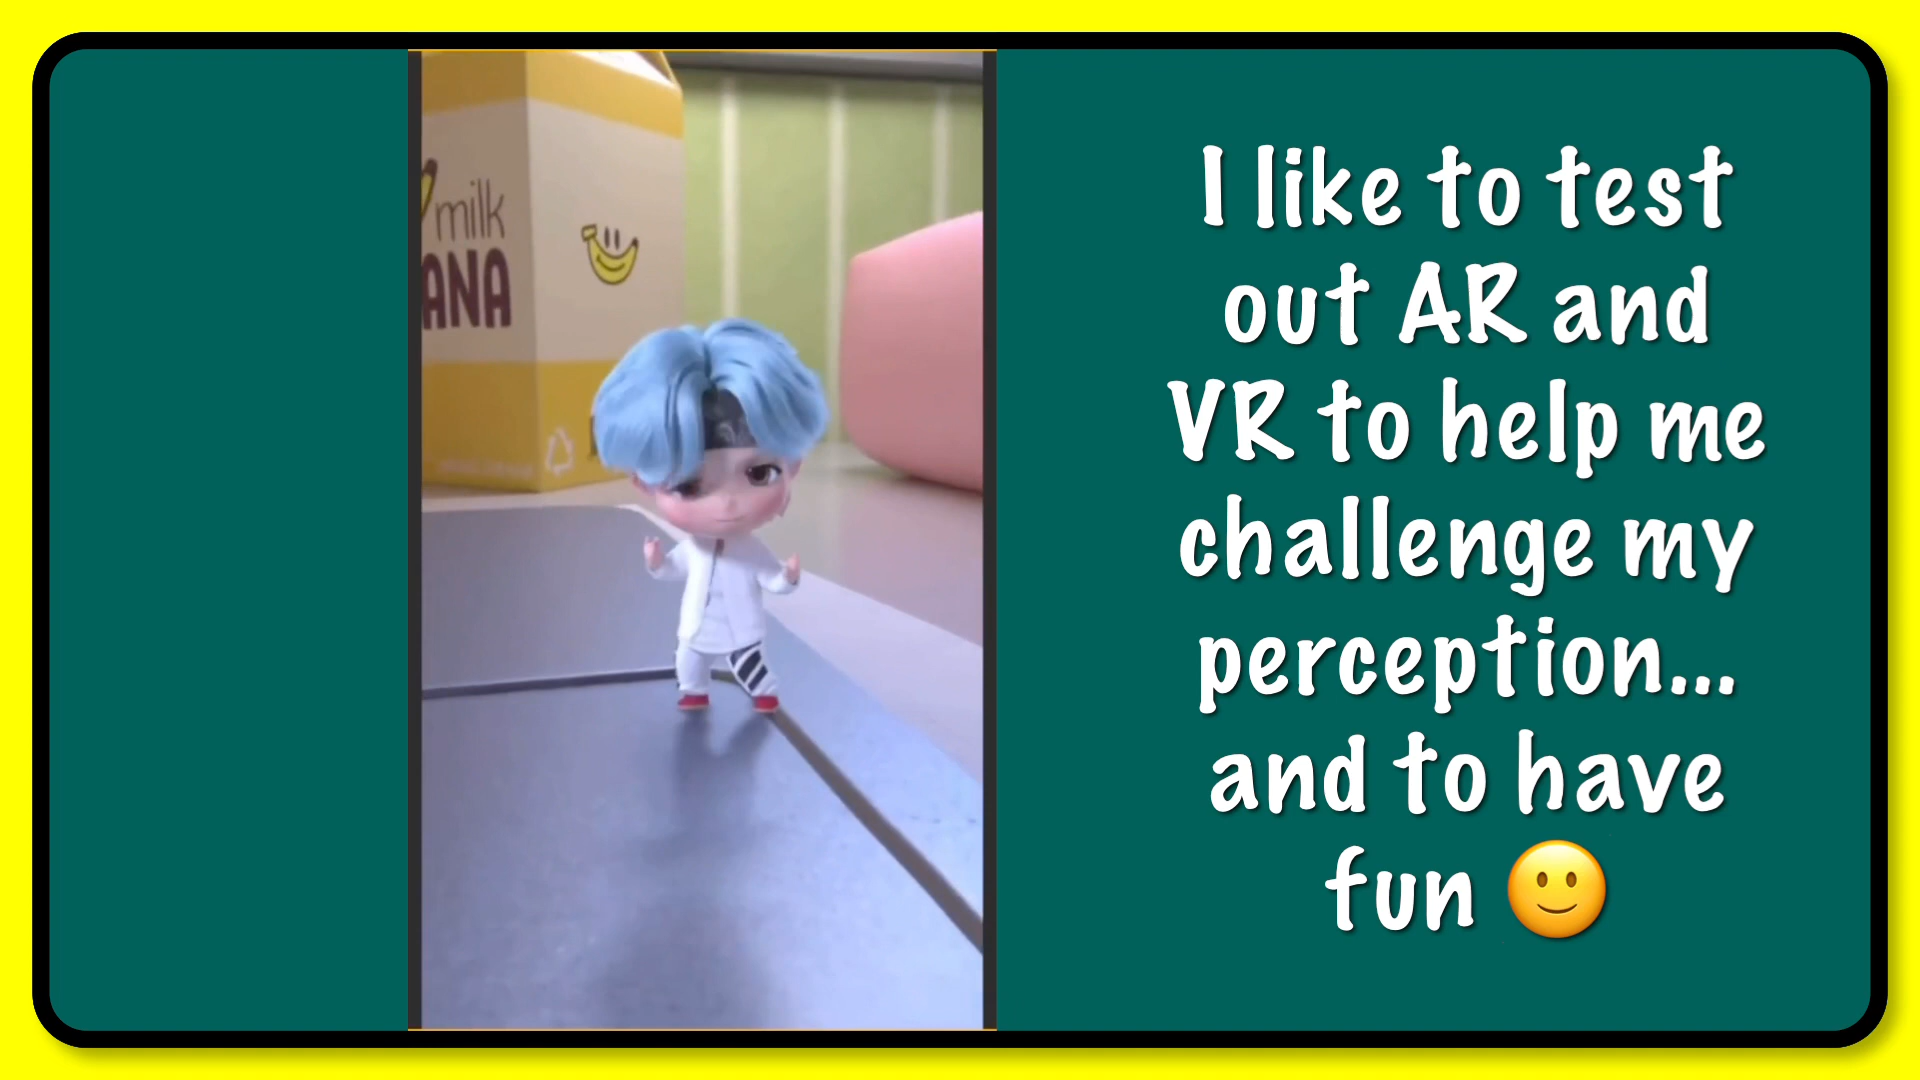 milk
ANA
I like to test
out AR and
VR to help me
challenge my
perception...
and to have
fun 🙂